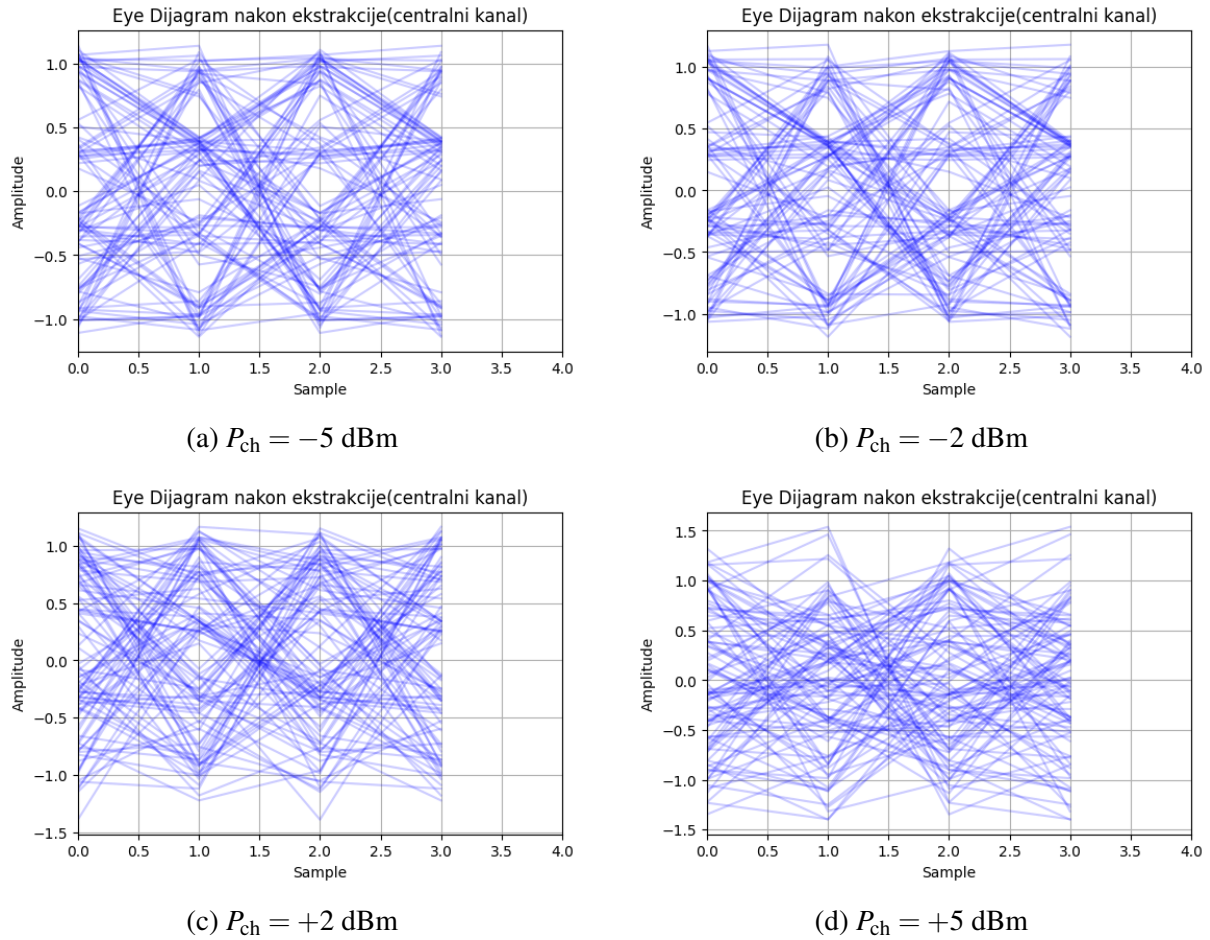 Eye Dijagram nakon ekstrakcije(centralni kanal)
1.0
0.5
0.0
−0.5
−1.0
Amplitude
0.0 0.5 1.0 1.5 2.0 2.5 3.0 3.5 4.0
Sample
(a) P_ch = −5 dBm
Eye Dijagram nakon ekstrakcije(centralni kanal)
1.0
0.5
0.0
−0.5
−1.0
Amplitude
0.0 0.5 1.0 1.5 2.0 2.5 3.0 3.5 4.0
Sample
(b) P_ch = −2 dBm
Eye Dijagram nakon ekstrakcije(centralni kanal)
1.0
0.5
0.0
−0.5
−1.0
−1.5
Amplitude
0.0 0.5 1.0 1.5 2.0 2.5 3.0 3.5 4.0
Sample
(c) P_ch = +2 dBm
Eye Dijagram nakon ekstrakcije(centralni kanal)
1.5
1.0
0.5
0.0
−0.5
−1.0
−1.5
Amplitude
0.0 0.5 1.0 1.5 2.0 2.5 3.0 3.5 4.0
Sample
(d) P_ch = +5 dBm